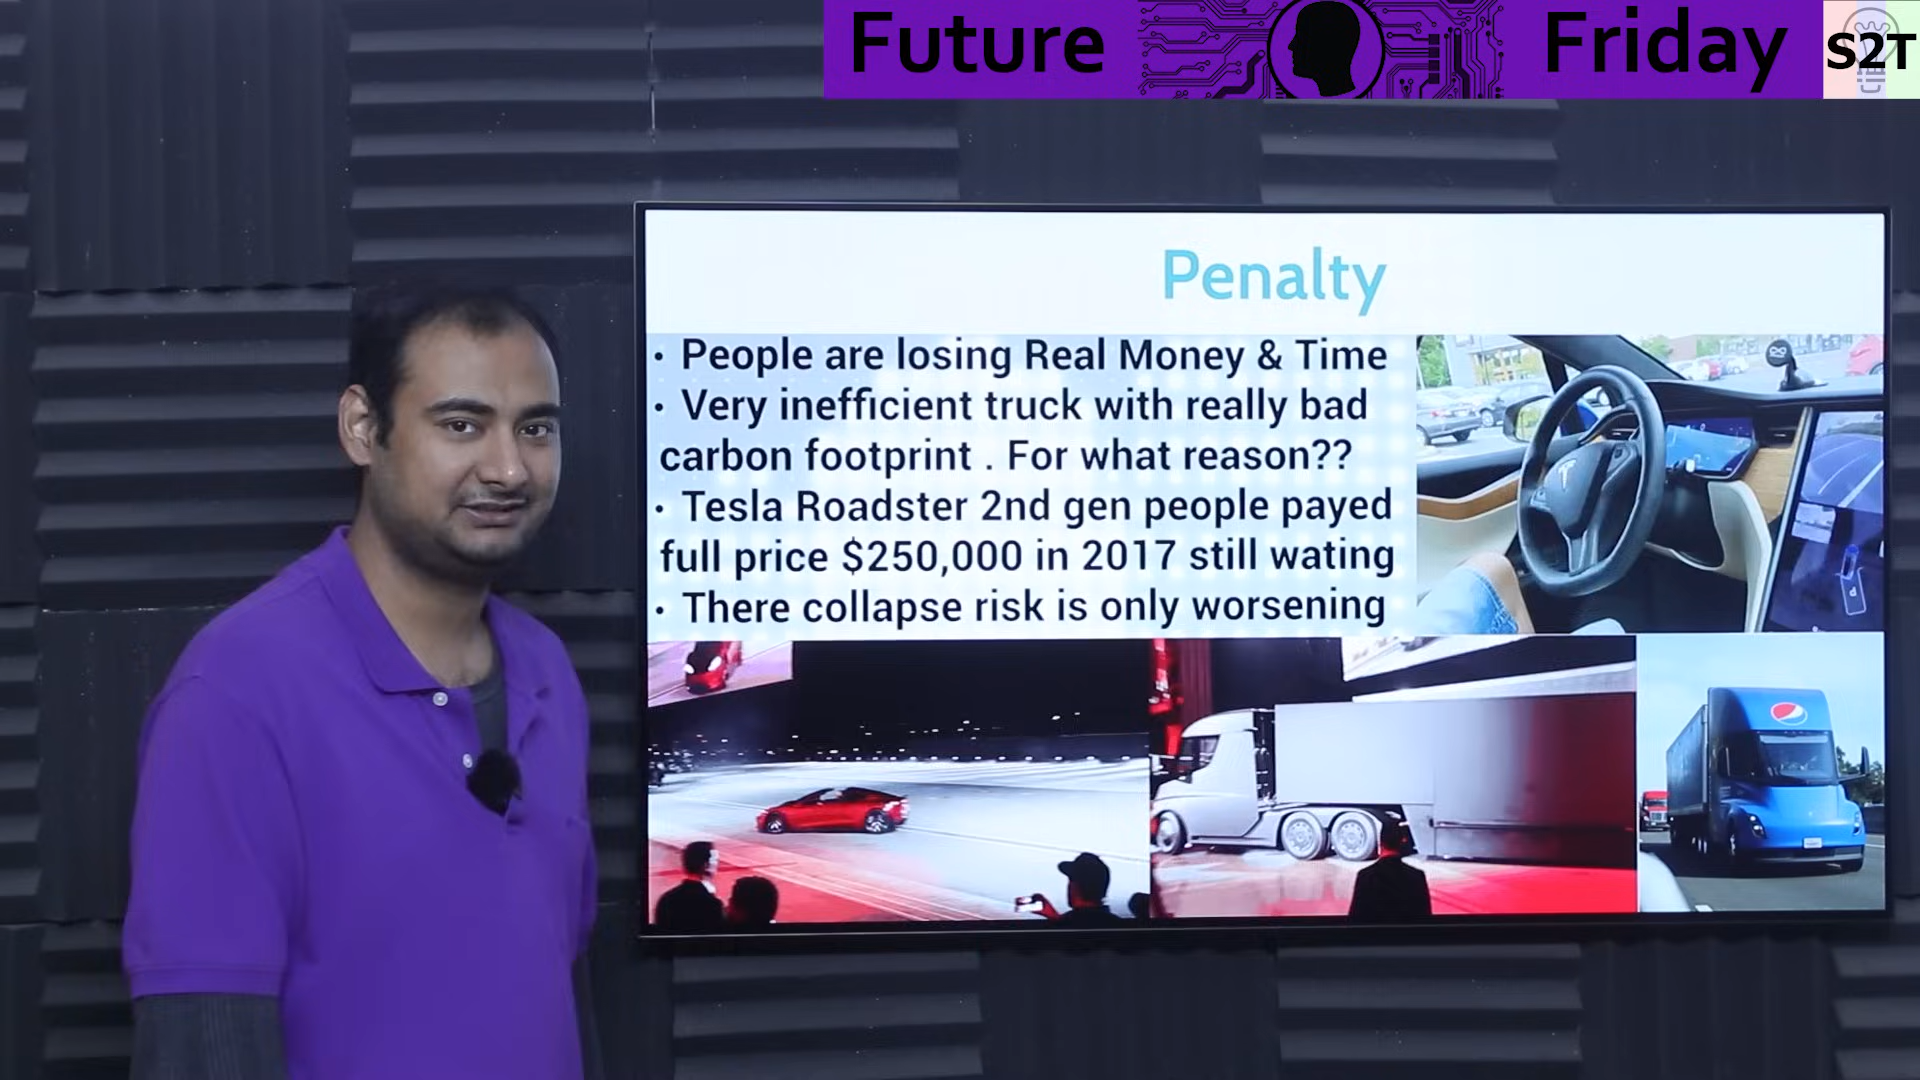 Future Friday S2T
Penalty
• People are losing Real Money & Time
• Very inefficient truck with really bad
carbon footprint . For what reason??
• Tesla Roadster 2nd gen people payed
full price $250,000 in 2017 still wating
• There collapse risk is only worsening